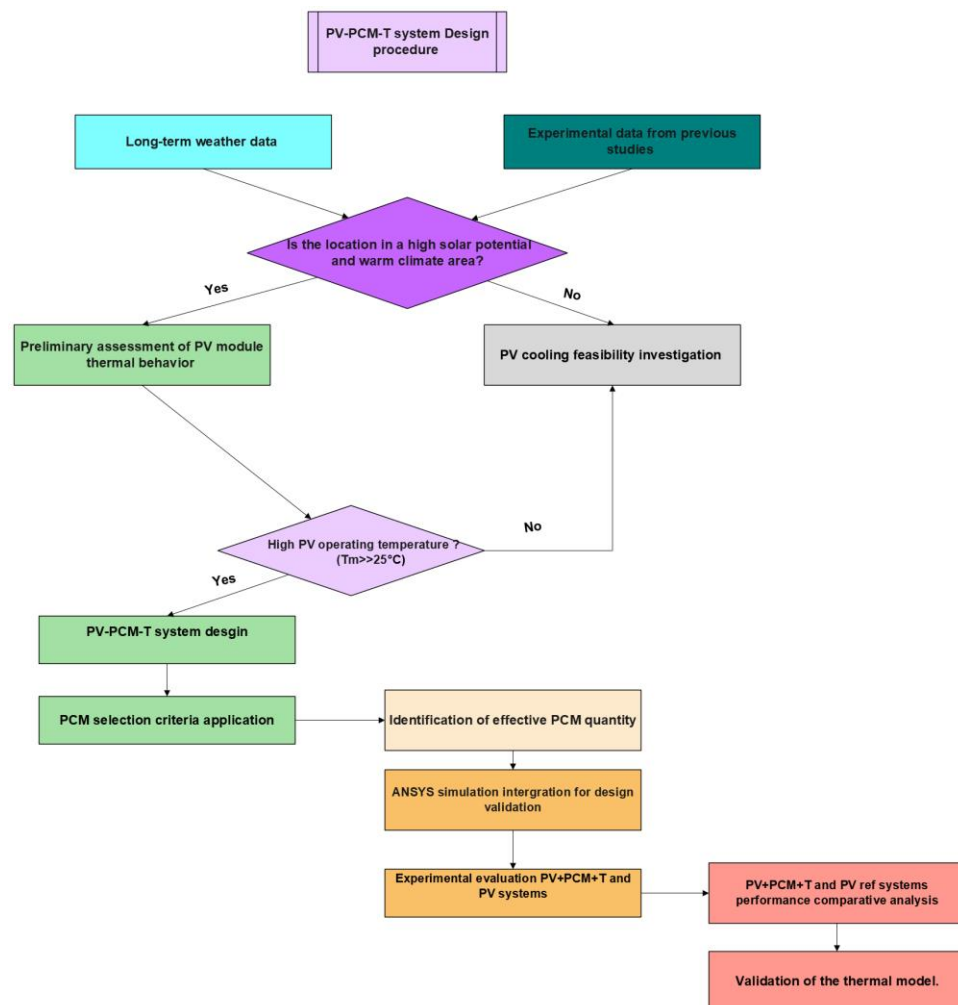 PV-PCM-T system Design
procedure
Long-term weather data
Experimental data from previous
studies
Is the location in a high solar potential
and warm climate area?
Yes
No
Preliminary assessment of PV module
thermal behavior
PV cooling feasibility investigation
High PV operating temperature ?
(Tm>>25°C)
No
Yes
PV-PCM-T system desgin
PCM selection criteria application
Identification of effective PCM quantity
ANSYS simulation intergration for design
validation
Experimental evaluation PV+PCM+T and
PV systems
PV+PCM+T and PV ref systems
performance comparative analysis
Validation of the thermal model.